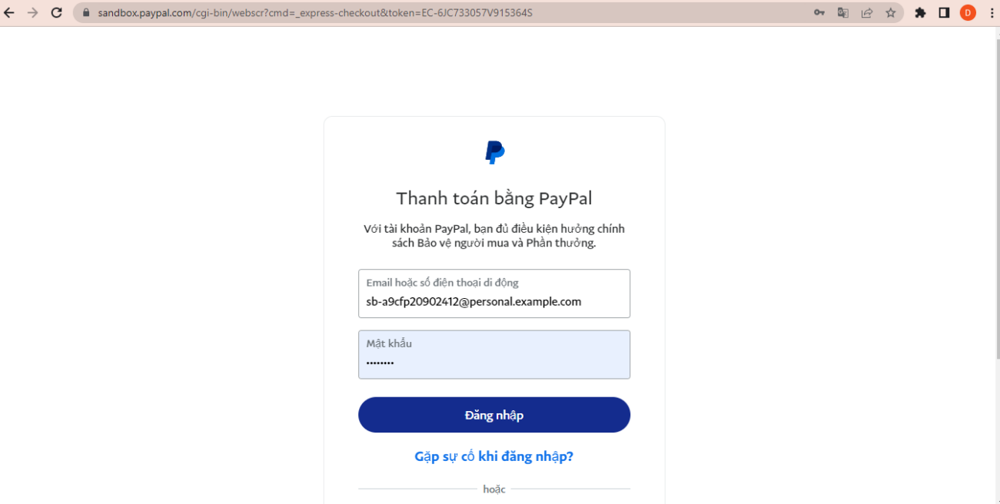 sandbox.paypal.com/cgi-bin/webscr?cmd=_express-checkout&token=EC-6JC733057V915364S
D
Thanh toán bằng PayPal
Với tài khoản PayPal, bạn đủ điều kiện hưởng chính
sách Bảo vệ người mua và Phần thưởng.
Email hoặc số điện thoại di động
sb-a9cfp20902412@personal.example.com
Mật khẩu
••••••••
Đăng nhập
Gặp sự cố khi đăng nhập?
hoặc